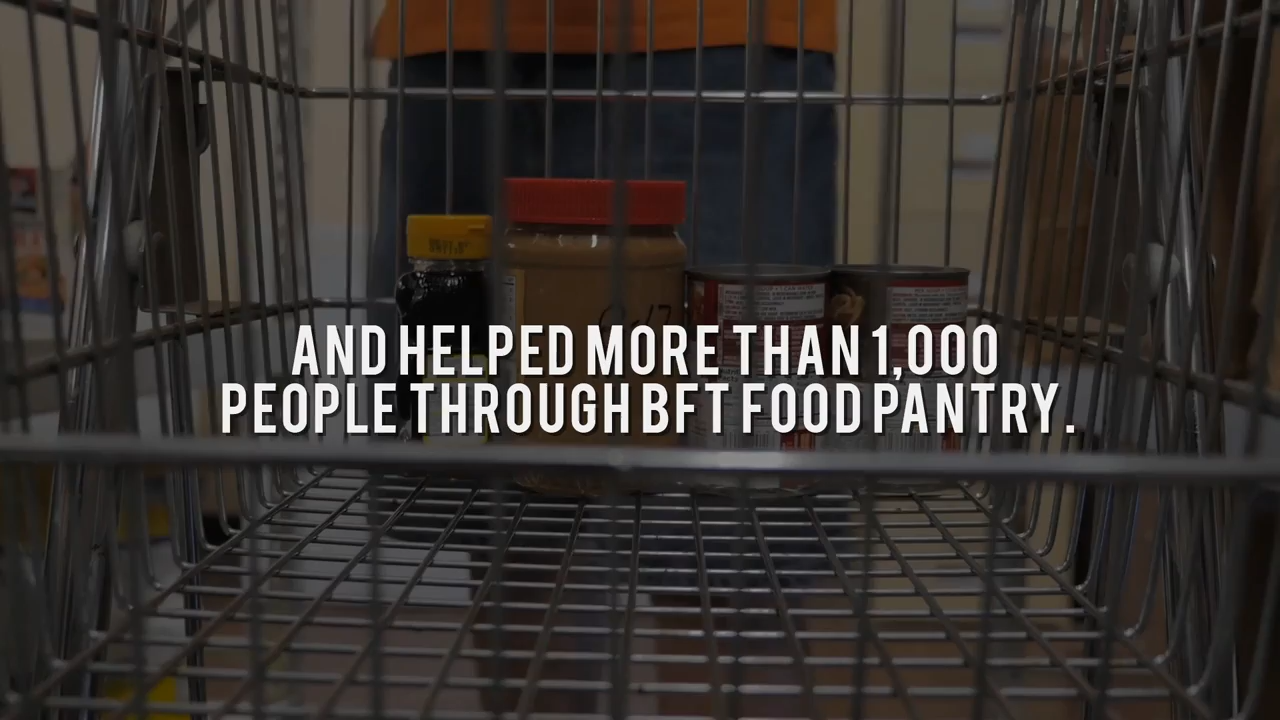 AND HELPED MORE THAN 1,000
PEOPLE THROUGH BFT FOOD PANTRY.